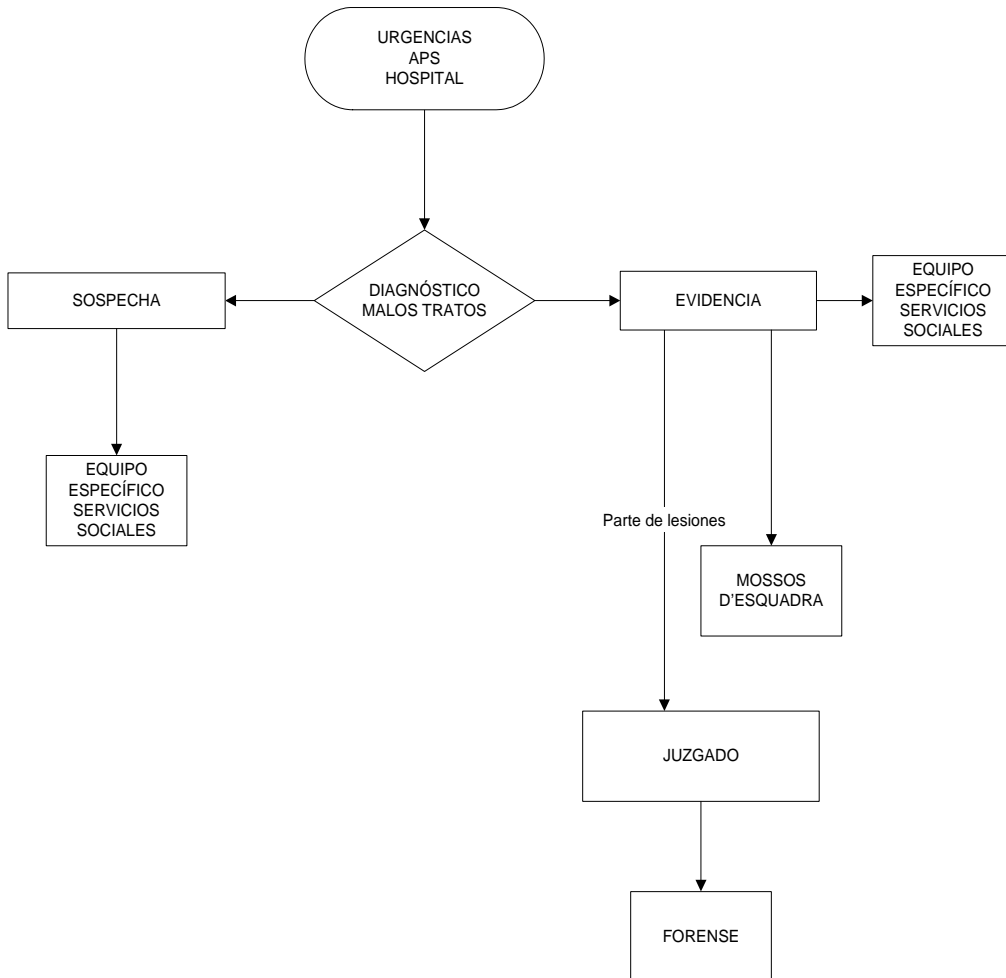 URGENCIAS
APS
HOSPITAL
DIAGNÓSTICO
MALOS TRATOS
SOSPECHA
EVIDENCIA
EQUIPO
ESPECÍFICO
SERVICIOS
SOCIALES
EQUIPO
ESPECÍFICO
SERVICIOS
SOCIALES
Parte de lesiones
MOSSOS
D'ESQUADRA
JUZGADO
FORENSE